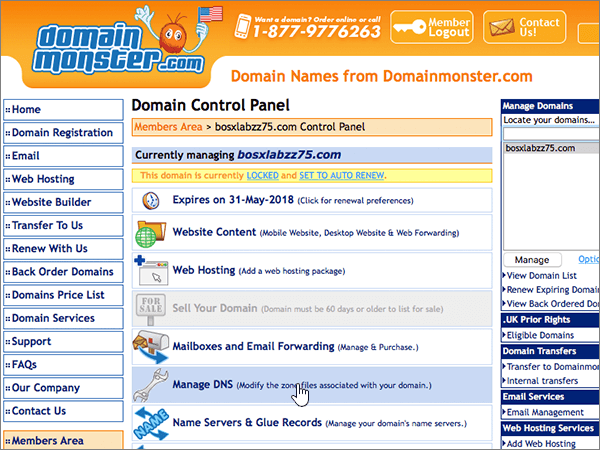 domain
monster.com
Want a domain? Order online or call
1-877-9776263
Member
Logout
Contact
Us!
Domain Names from Domainmonster.com
Home
Domain Registration
Email
Web Hosting
Website Builder
Transfer To Us
Renew With Us
Back Order Domains
Domains Price List
Domain Services
Support
FAQs
Our Company
Contact Us
Members Area
Domain Control Panel
Members Area > bosxlabzz75.com Control Panel
Currently managing bosxlabzz75.com
This domain is currently LOCKED and SET TO AUTO RENEW.
Expires on 31-May-2018 (Click for renewal preferences)
Website Content (Mobile Website, Desktop Website & Web Forwarding)
Web Hosting (Add a web hosting package)
FOR
SALE
Sell Your Domain (Domain must be 60 days or older to list for sale)
Mailboxes and Email Forwarding (Manage & Purchase.)
Manage DNS (Modify the zone files associated with your domain.)
NAME
Name Servers & Glue Records (Manage your domain's name servers.)
Manage Domains
Locate your domains...
bosxlabzz75.com
Manage
Optio
View Domain List
Renew Expiring Domain
View Back Ordered Dom
.UK Prior Rights
Eligible Domains
Domain Transfers
Transfer to Domainmo
Internal transfers
Email Services
Email Management
Web Hosting Services
Add Web Hosting